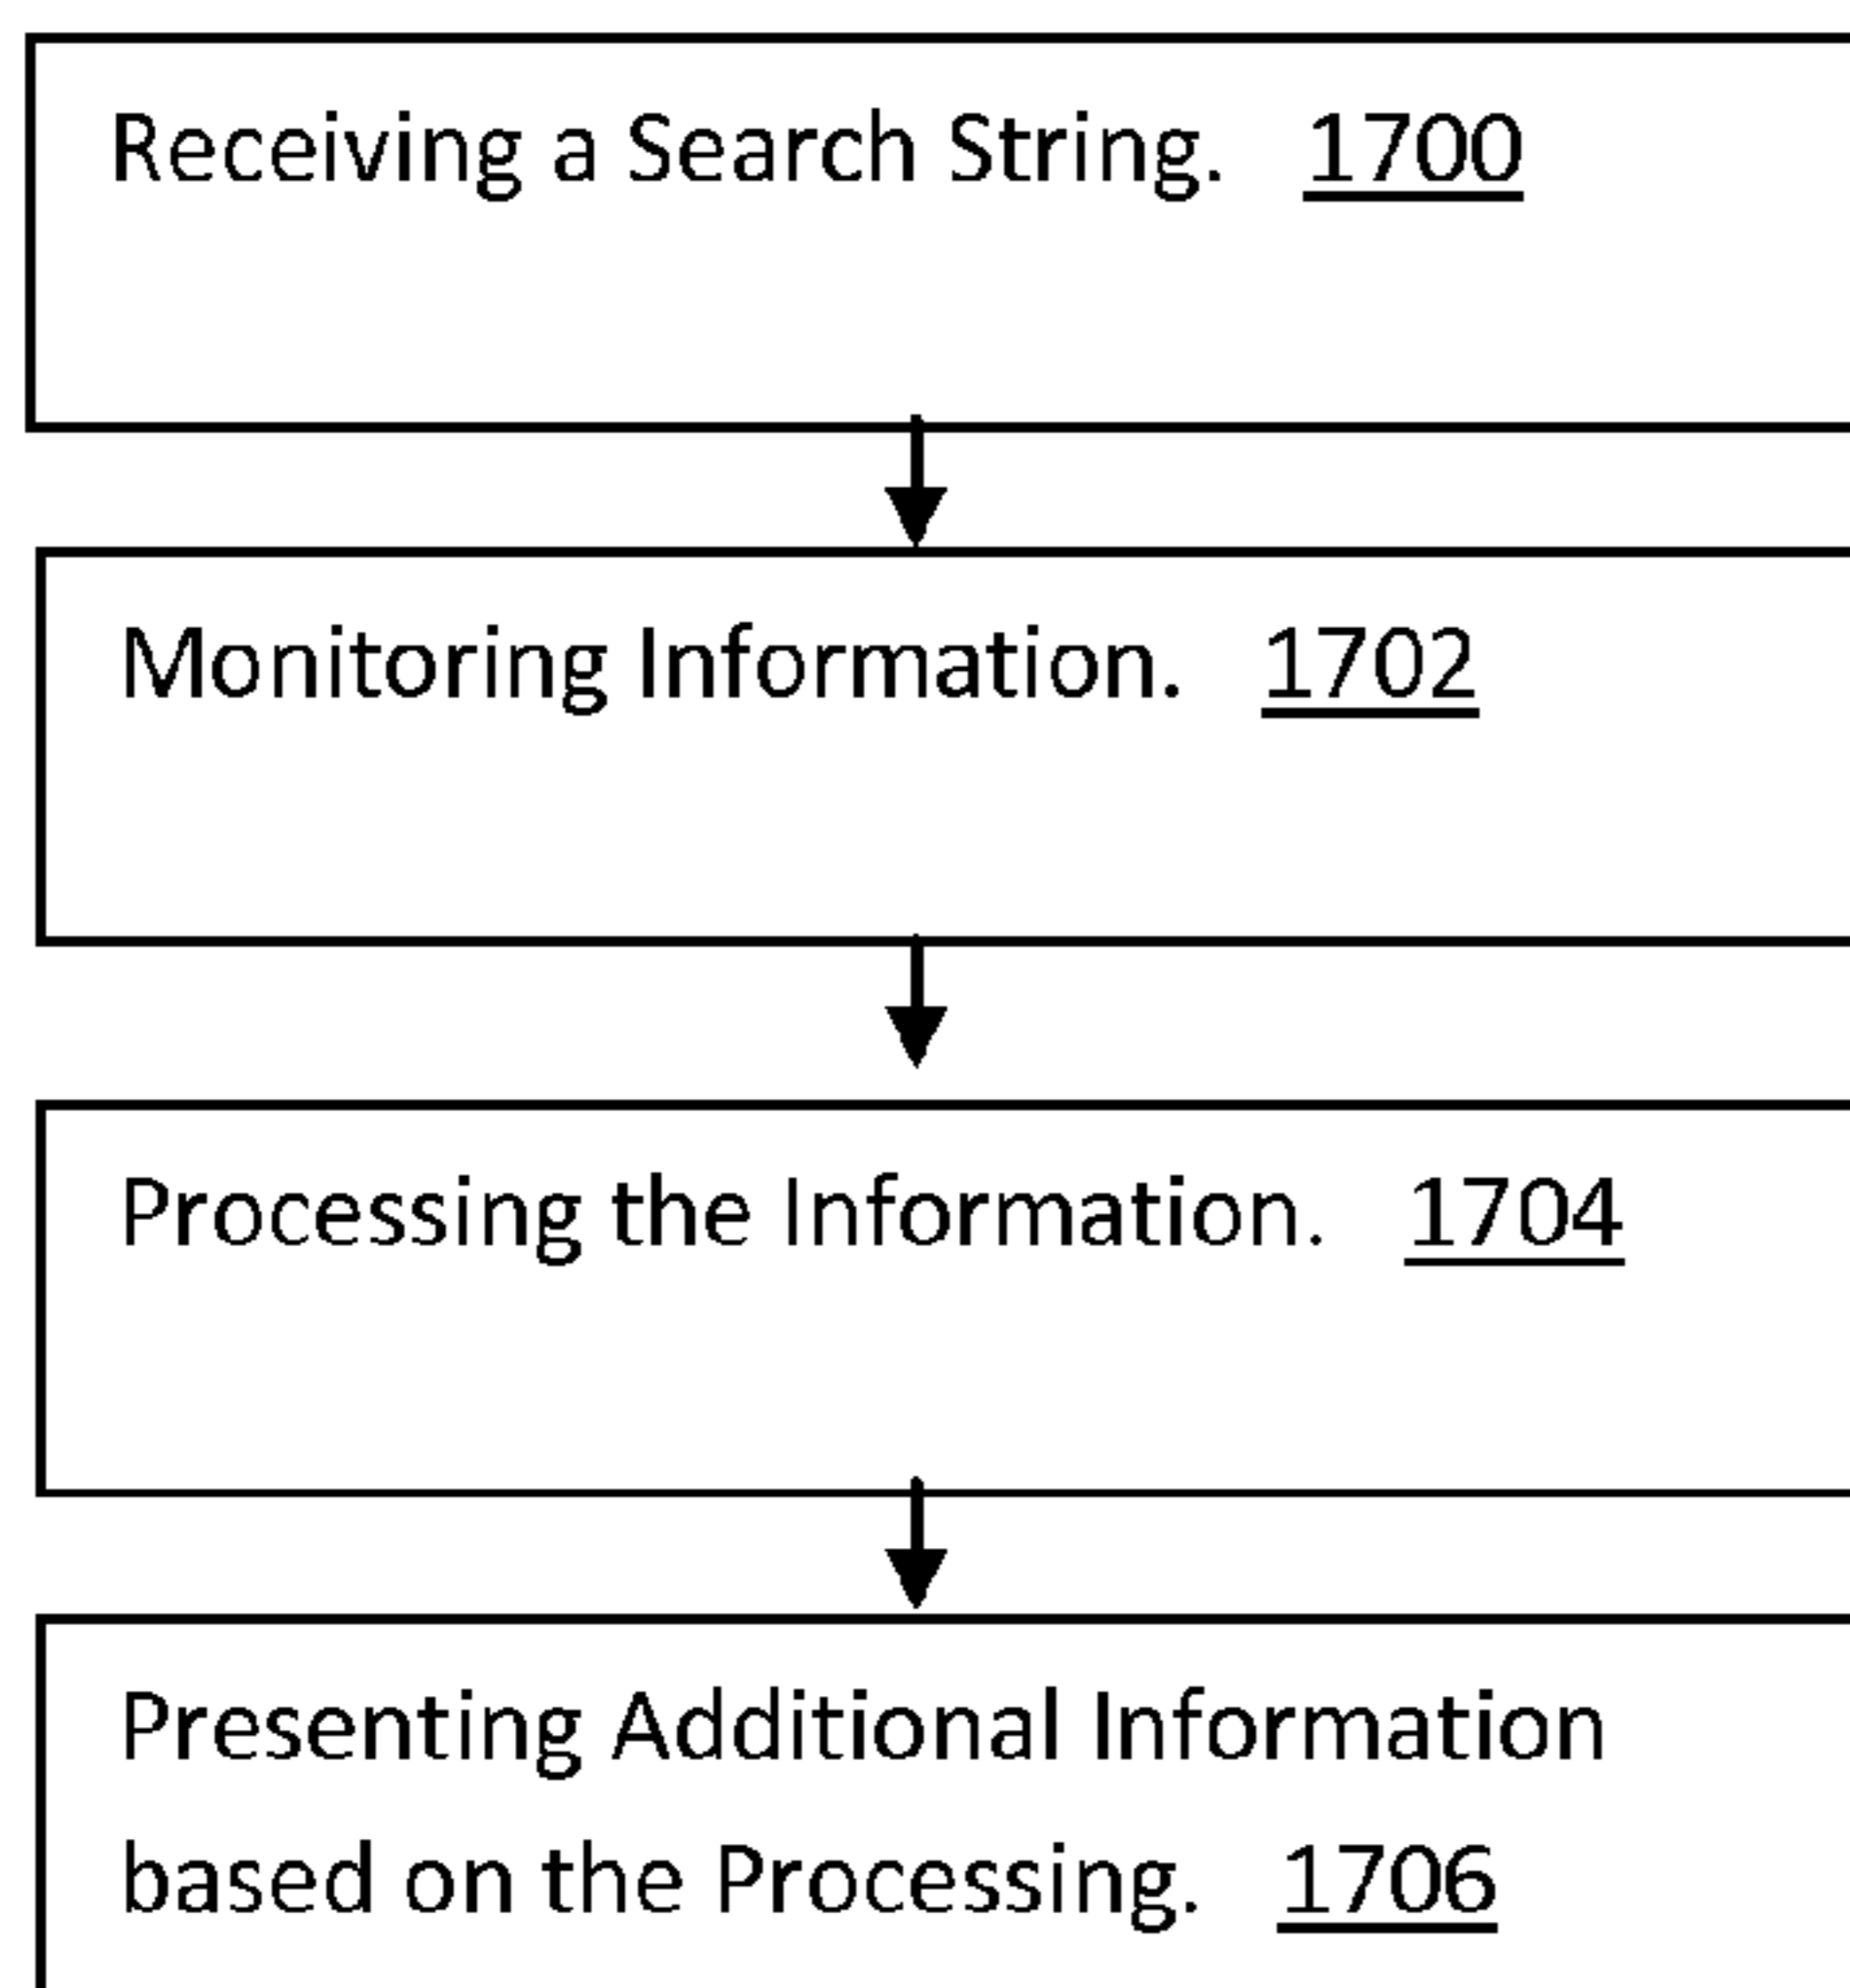 Receiving a Search String. 1700
Monitoring Information. 1702
Processing the Information. 1704
Presenting Additional Information
based on the Processing. 1706